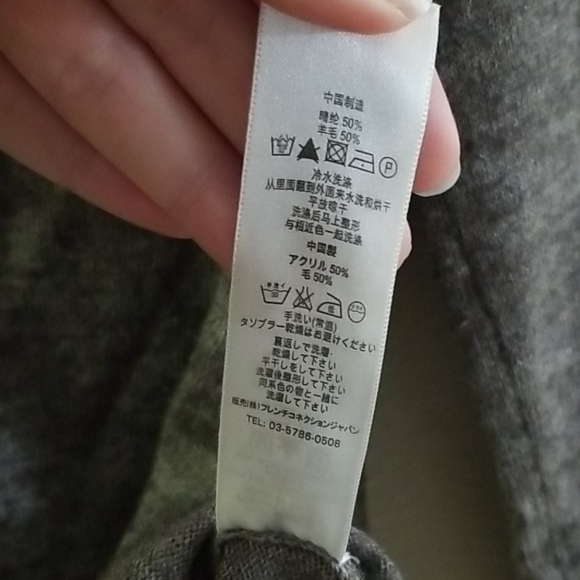 中国制造
晴纶 50%
羊毛 50%
P
冷水洗涤
从里面翻到外面来水洗和烘干
平放晾干
洗涤后马上整形
与相近色一起洗涤
中国製
アクリル 50%
毛 50%
手洗い(常温)
タンブラー乾燥はお避けください
裏返しで洗濯・
乾燥して下さい
平干しをして下さい
洗濯後整形して下さい
同系色の物と一緒に
洗濯して下さい
販売(株)フレンチコネクションジャパン
TEL: 03-5786-0508